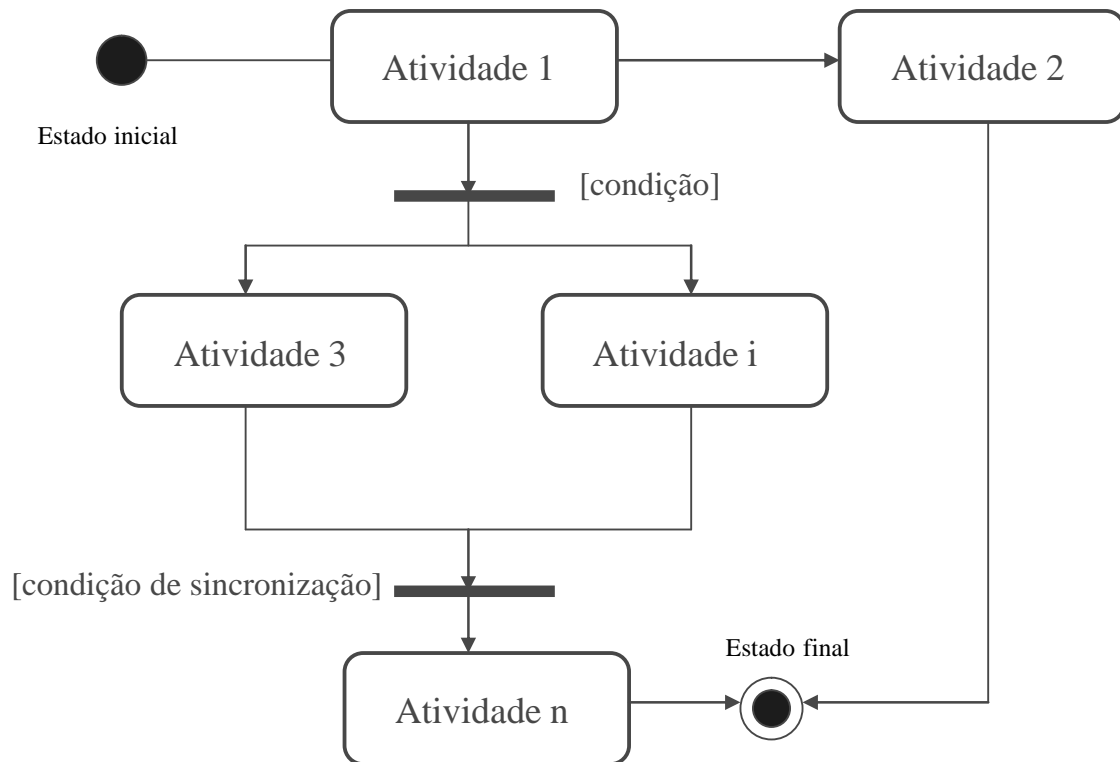 Atividade 1
Atividade 2
Estado inicial
[condição]
Atividade 3
Atividade i
[condição de sincronização]
Estado final
Atividade n